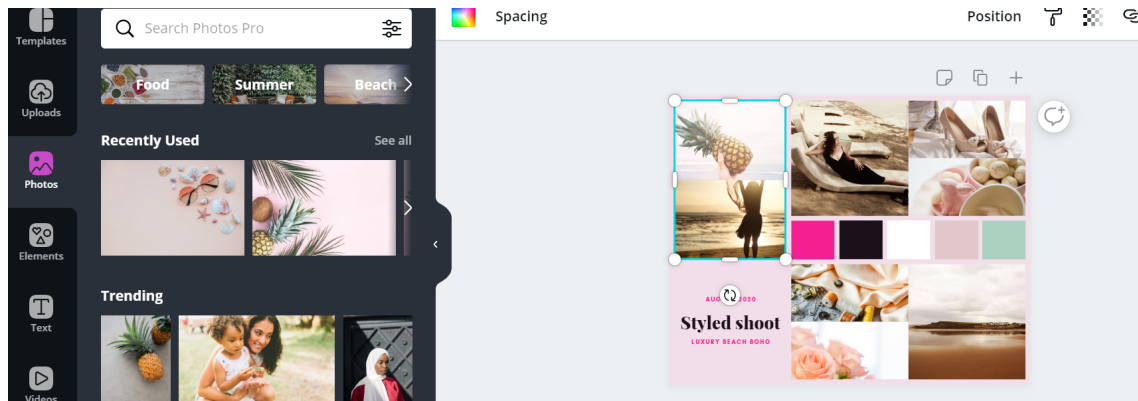 Templates
Uploads
Photos
Elements
Text
Videos
Search Photos Pro
Food
Summer
Beach
Recently Used
See all
Trending
Spacing
Position
2020
Styled shoot
LUXURY BEACH BOHO